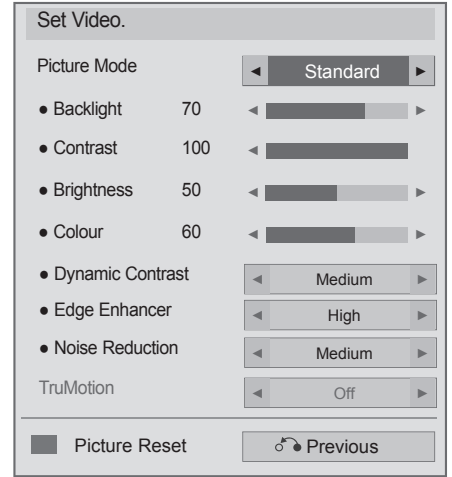 Set Video.
Picture Mode ◄ Standard ►
● Backlight 70 ◄ ►
● Contrast 100 ◄
● Brightness 50 ◄ ►
● Colour 60 ◄ ►
● Dynamic Contrast ◄ Medium ►
● Edge Enhancer ◄ High ►
● Noise Reduction ◄ Medium ►
TruMotion ◄ Off ►
Picture Reset Previous